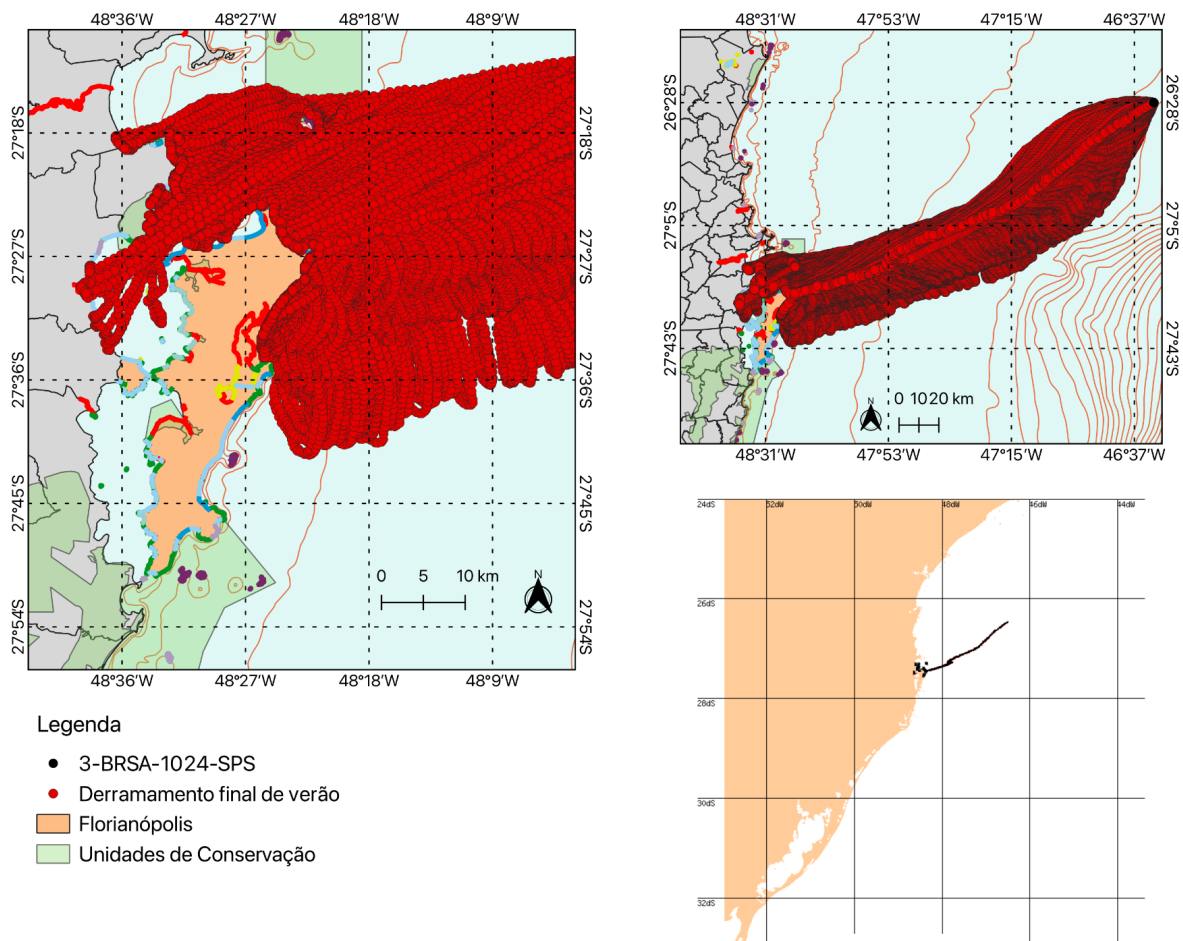 48°36'W 48°27'W 48°18'W 48°9'W
27°18'S 27°18'S
27°27'S 27°27'S
27°36'S 27°36'S
27°45'S 27°45'S
27°54'S 27°54'S
0 5 10 km
N
48°36'W 48°27'W 48°18'W 48°9'W
48°31'W 47°53'W 47°15'W 46°37'W
26°28'S 26°28'S
27°5'S 27°5'S
27°43'S 27°43'S
N
0 1020 km
48°31'W 47°53'W 47°15'W 46°37'W
Legenda
3-BRSA-1024-SPS
Derramamento final de verão
Florianópolis
Unidades de Conservação
24dS 52dW 50dW 48dW 46dW 44dW
26dS
28dS
30dS
32dS